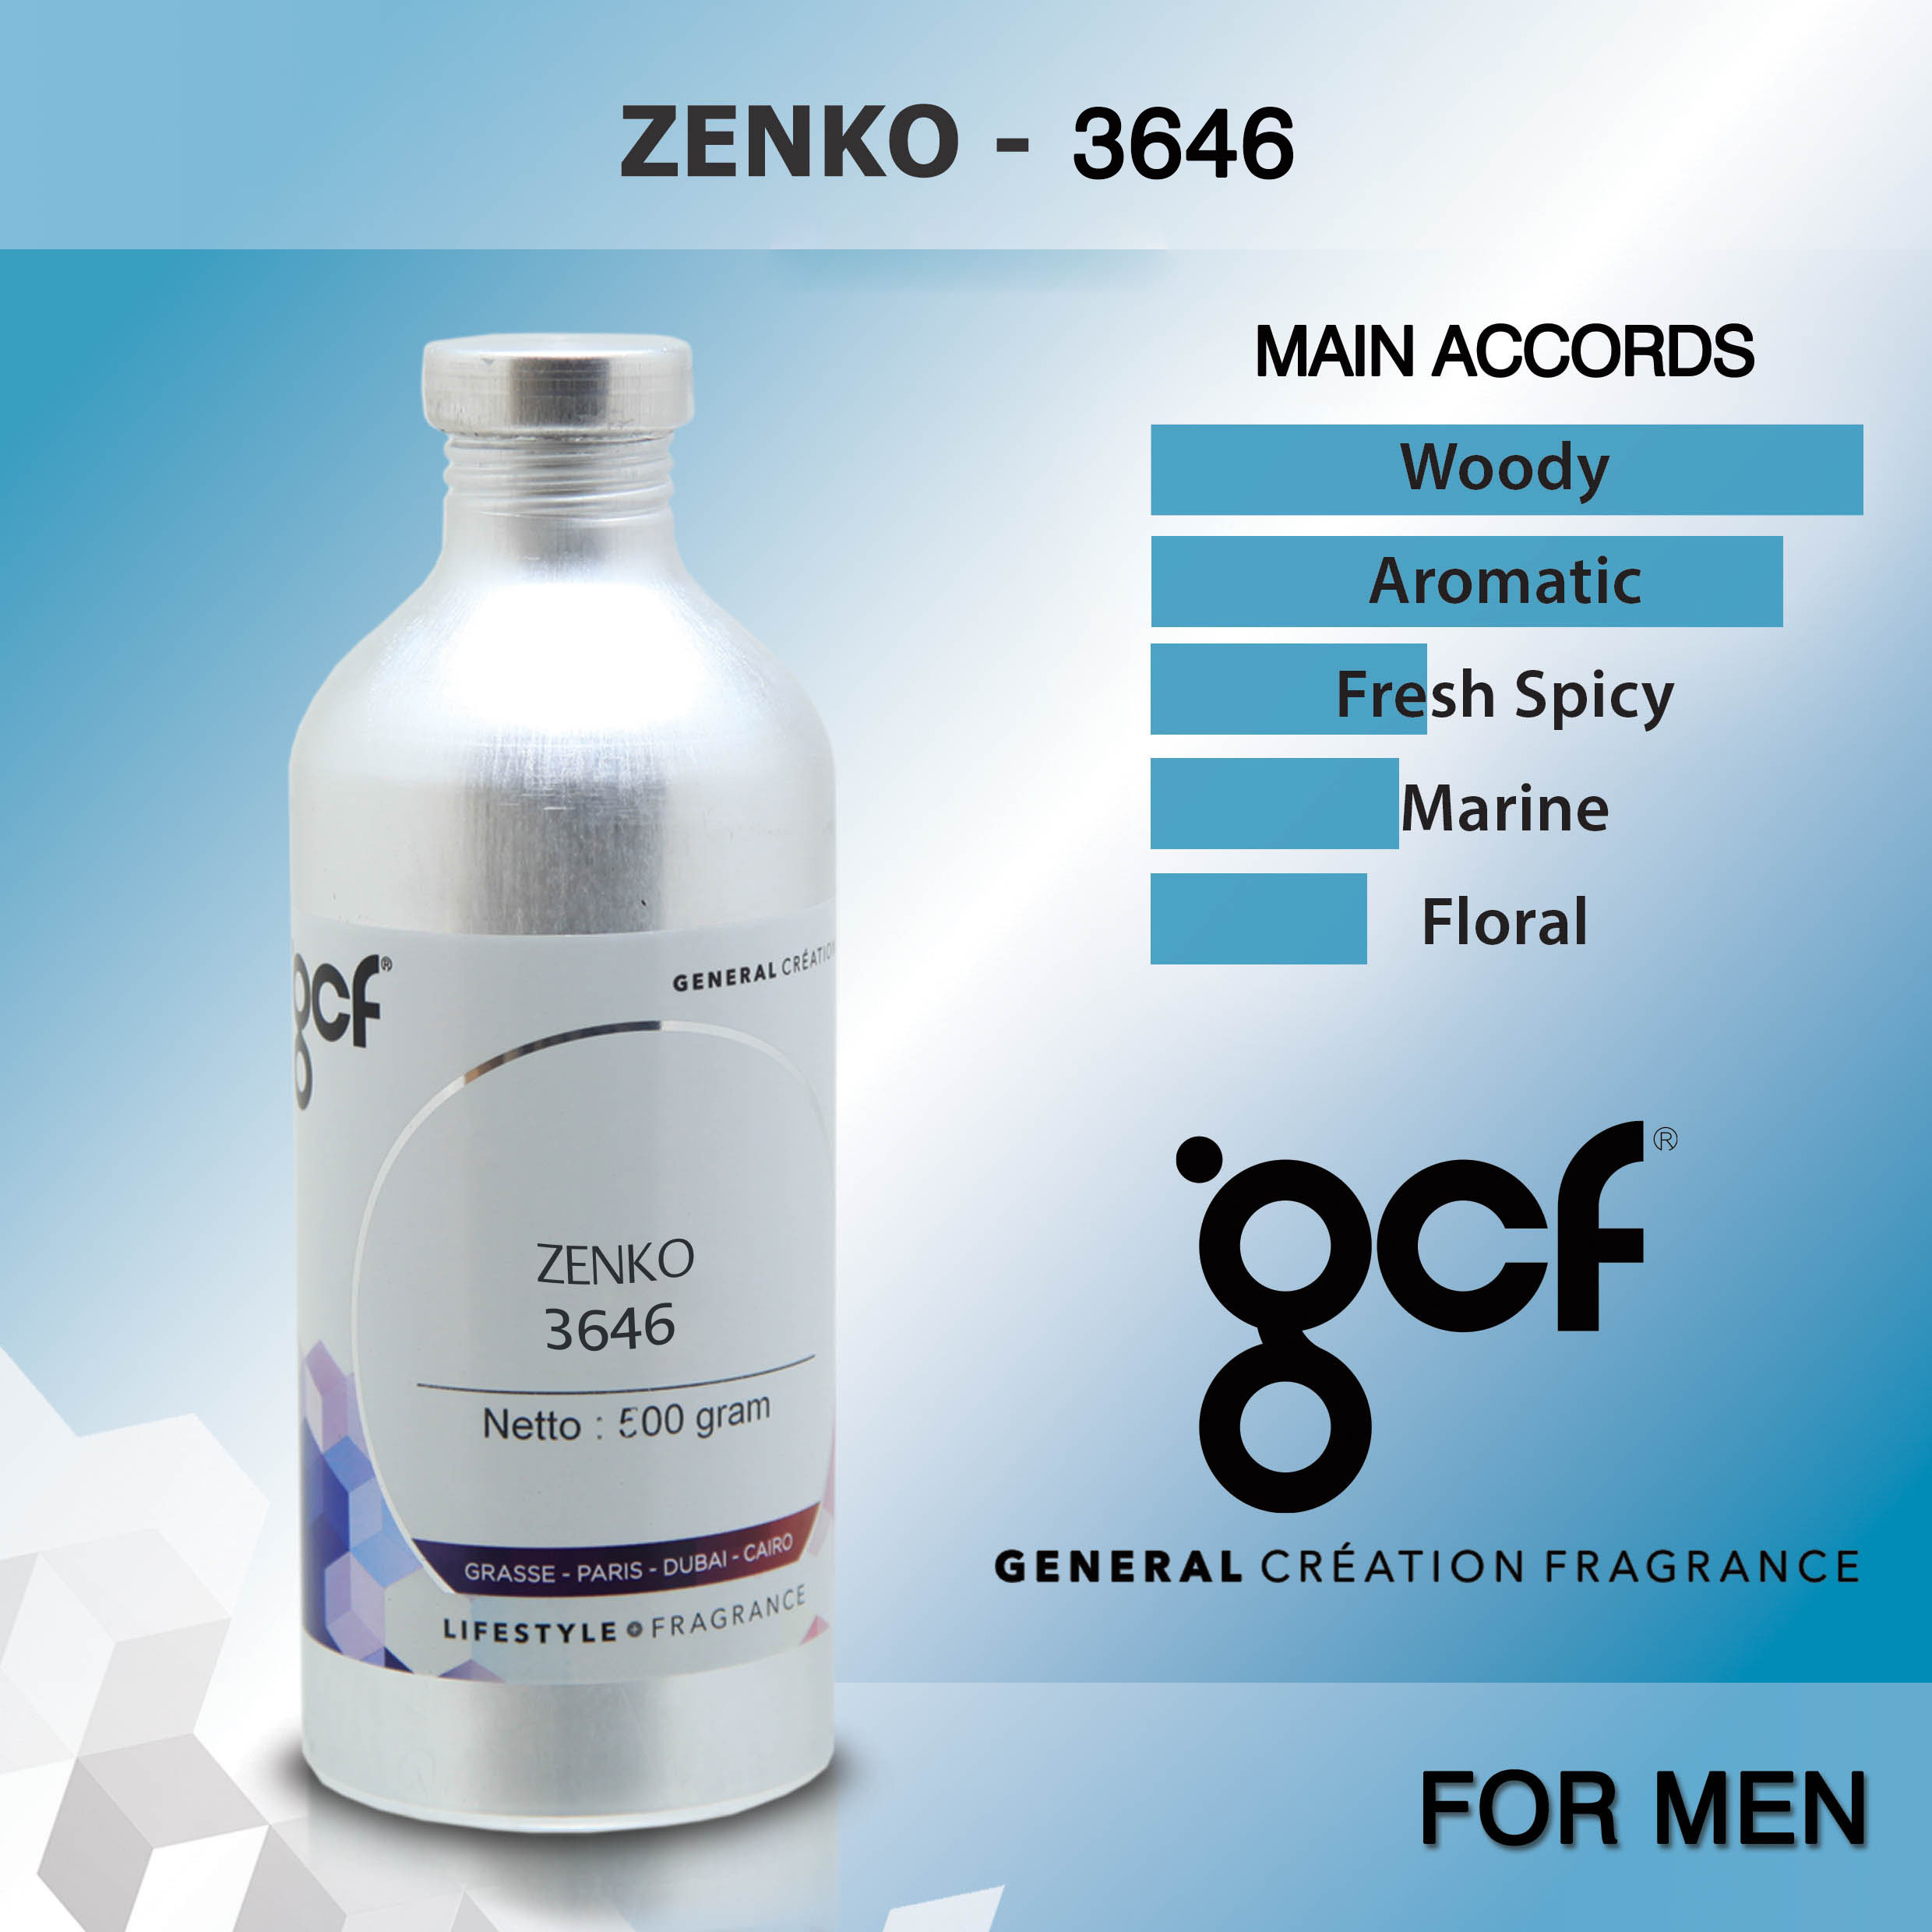 ZENKO - 3646
MAIN ACCORDS
Woody
Aromatic
Fresh Spicy
Marine
Floral
gcf®
GENERAL CRÉATION
ZENKO
3646
Netto : 500 gram
GRASSE - PARIS - DUBAI - CAIRO
LIFESTYLE FRAGRANCE
gcf®
GENERAL CRÉATION FRAGRANCE
FOR MEN